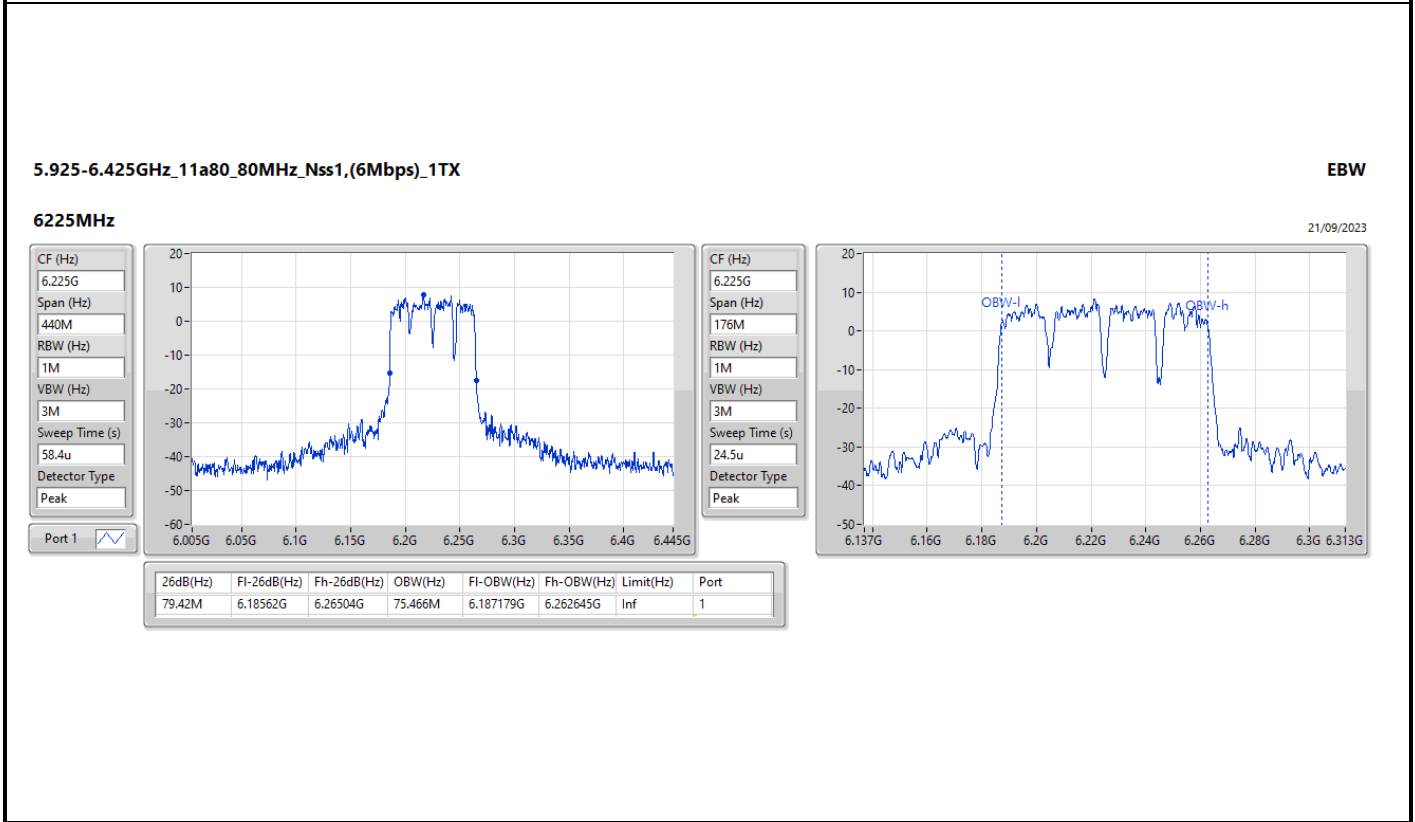 5.925-6.425GHz_11a80_80MHz_Nss1,(6Mbps)_1TX
EBW
6225MHz
21/09/2023
CF (Hz)
6.225G
Span (Hz)
440M
RBW (Hz)
1M
VBW (Hz)
3M
Sweep Time (s)
58.4u
Detector Type
Peak
Port 1
20
10
0
-10
-20
-30
-40
-50
-60
6.005G 6.05G 6.1G 6.15G 6.2G 6.25G 6.3G 6.35G 6.4G 6.445G
CF (Hz)
6.225G
Span (Hz)
176M
RBW (Hz)
1M
VBW (Hz)
3M
Sweep Time (s)
24.5u
Detector Type
Peak
20
10
0
-10
-20
-30
-40
-50
OBW-l OBW-h
6.137G 6.16G 6.18G 6.2G 6.22G 6.24G 6.26G 6.28G 6.3G 6.313G
26dB(Hz) Fl-26dB(Hz) Fh-26dB(Hz) OBW(Hz) Fl-OBW(Hz) Fh-OBW(Hz) Limit(Hz) Port
79.42M 6.18562G 6.26504G 75.466M 6.187179G 6.262645G Inf 1